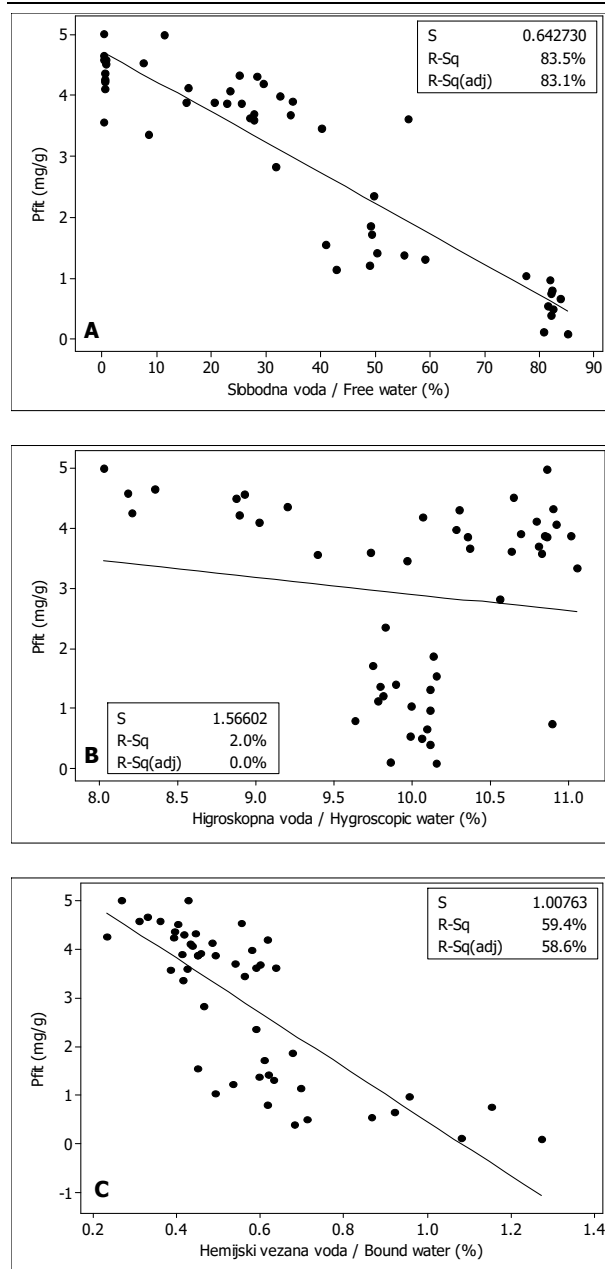 S 0.642730
R-Sq 83.5%
R-Sq(adj) 83.1%
Pfit (mg/g)
5
4
3
2
1
0
A
0 10 20 30 40 50 60 70 80 90
Slobodna voda / Free water (%)
Pfit (mg/g)
5
4
3
2
1
0
S 1.56602
R-Sq 2.0%
R-Sq(adj) 0.0%
B
8.0 8.5 9.0 9.5 10.0 10.5 11.0
Higroskopna voda / Hygroscopic water (%)
S 1.00763
R-Sq 59.4%
R-Sq(adj) 58.6%
Pfit (mg/g)
5
4
3
2
1
0
-1
C
0.2 0.4 0.6 0.8 1.0 1.2 1.4
Hemijski vezana voda / Bound water (%)